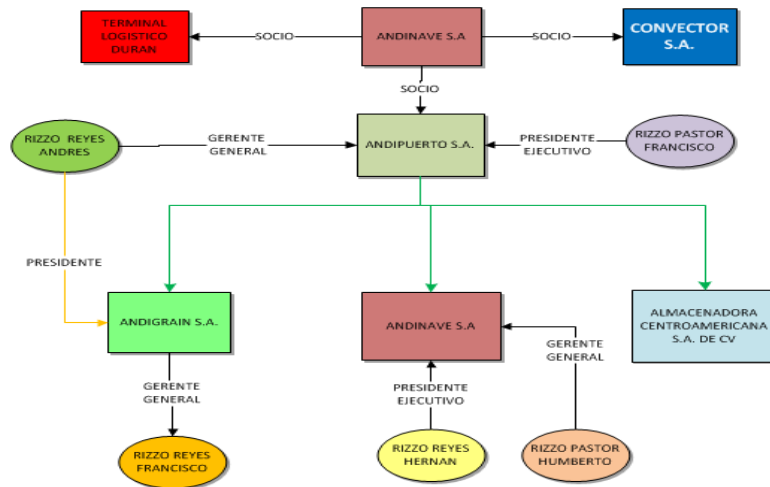 TERMINAL
LOGISTICO
DURAN
SOCIO
ANDINAVE S.A
SOCIO
CONVECTOR
S.A.
SOCIO
RIZZO REYES
ANDRES
GERENTE
GENERAL
ANDIPUERTO S.A.
PRESIDENTE
EJECUTIVO
RIZZO PASTOR
FRANCISCO
PRESIDENTE
ANDIGRAIN S.A.
ANDINAVE S.A
ALMACENADORA
CENTROAMERICANA
S.A. DE CV
GERENTE
GENERAL
GERENTE
GENERAL
PRESIDENTE
EJECUTIVO
RIZZO REYES
FRANCISCO
RIZZO REYES
HERNAN
RIZZO PASTOR
HUMBERTO